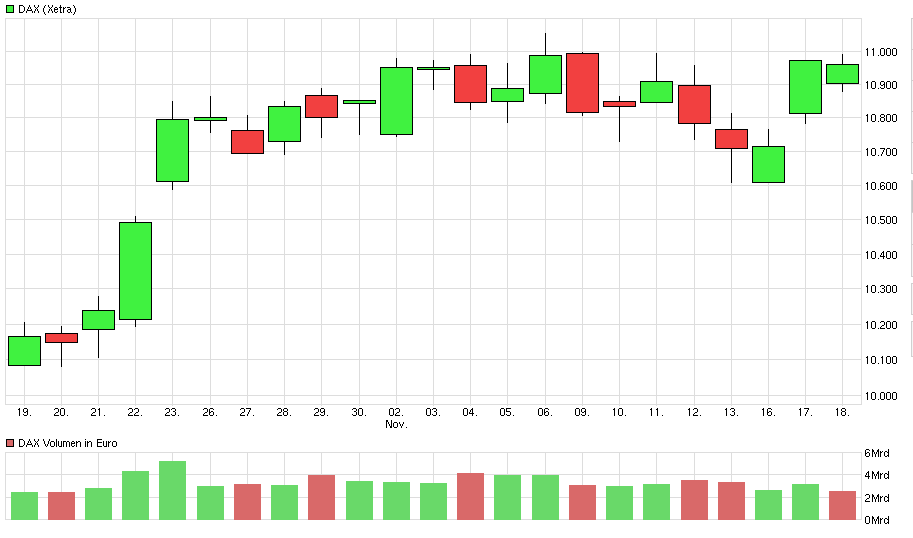 DAX (Xetra)
11.000
10.900
10.800
10.700
10.600
10.500
10.400
10.300
10.200
10.100
10.000
19. 20. 21. 22. 23. 26. 27. 28. 29. 30. 02. 03. 04. 05. 06. 09. 10. 11. 12. 13. 16. 17. 18.
Nov.
DAX Volumen in Euro
6Mrd
4Mrd
2Mrd
0Mrd